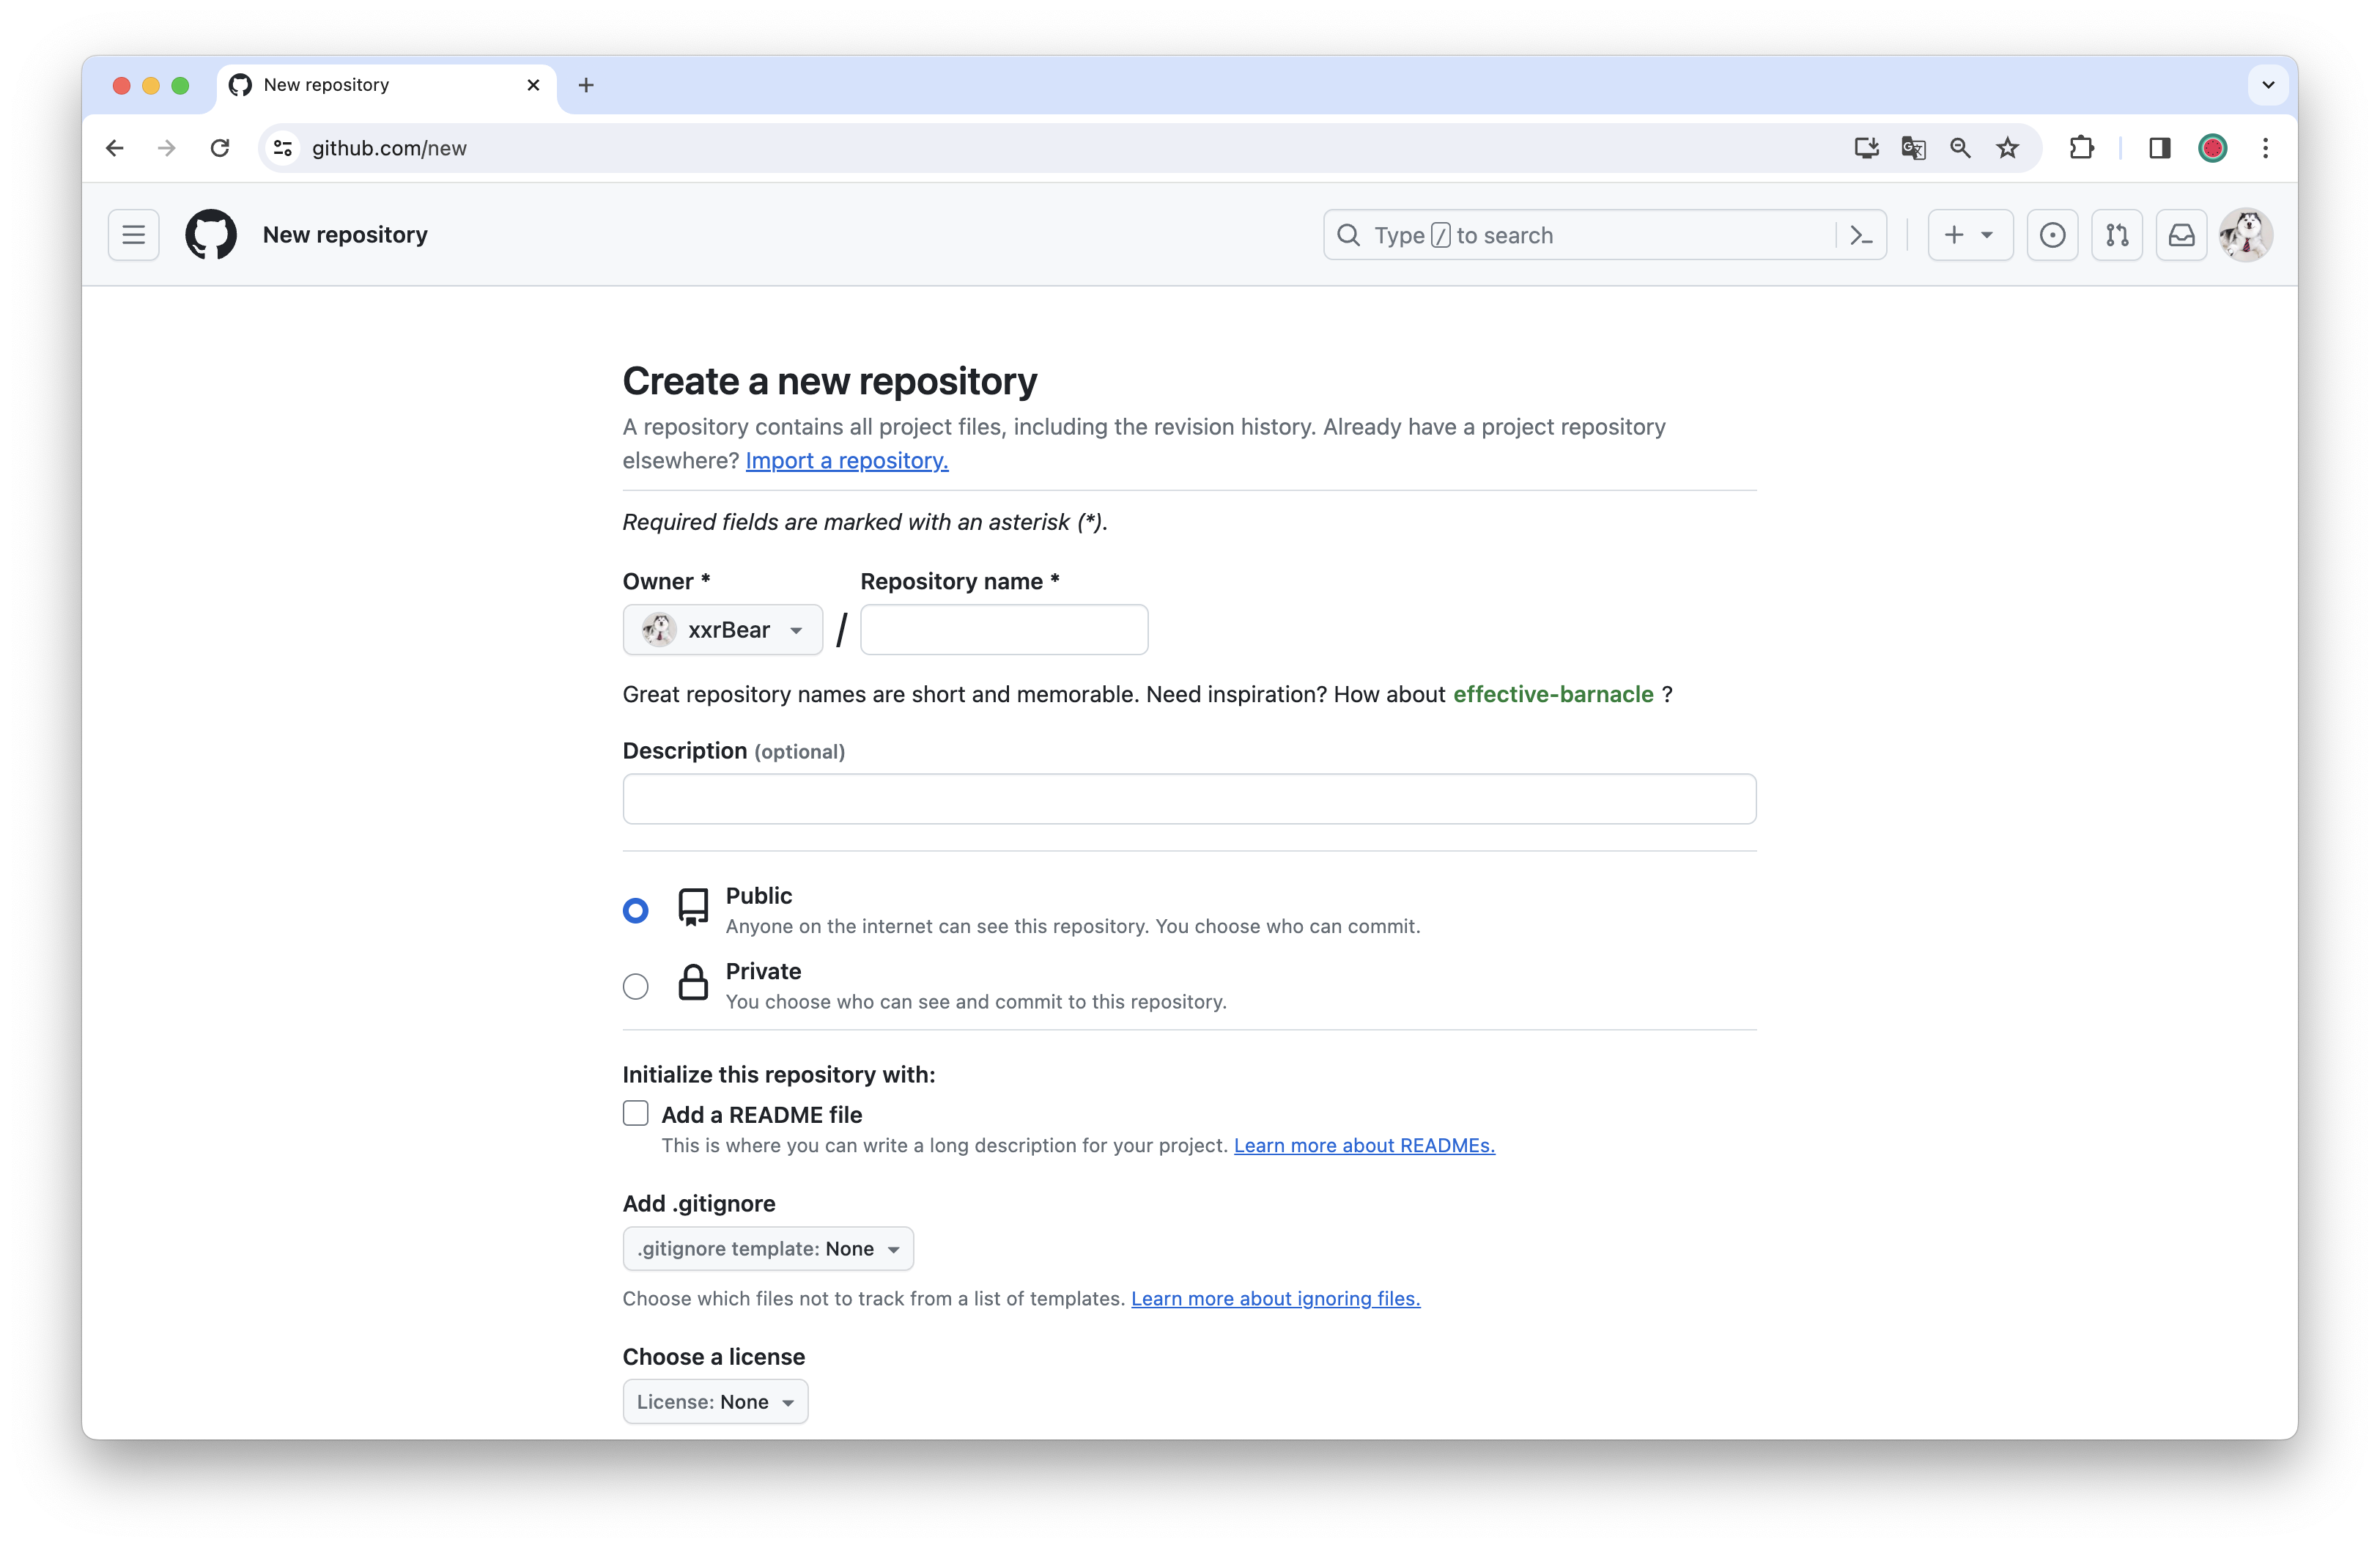 New repository
github.com/new
New repository
Type / to search
Create a new repository
A repository contains all project files, including the revision history. Already have a project repository
elsewhere? Import a repository.
Required fields are marked with an asterisk (*).
Owner * Repository name *
xxrBear /
Great repository names are short and memorable. Need inspiration? How about effective-barnacle ?
Description (optional)
Public
Anyone on the internet can see this repository. You choose who can commit.
Private
You choose who can see and commit to this repository.
Initialize this repository with:
Add a README file
This is where you can write a long description for your project. Learn more about READMEs.
Add .gitignore
.gitignore template: None
Choose which files not to track from a list of templates. Learn more about ignoring files.
Choose a license
License: None